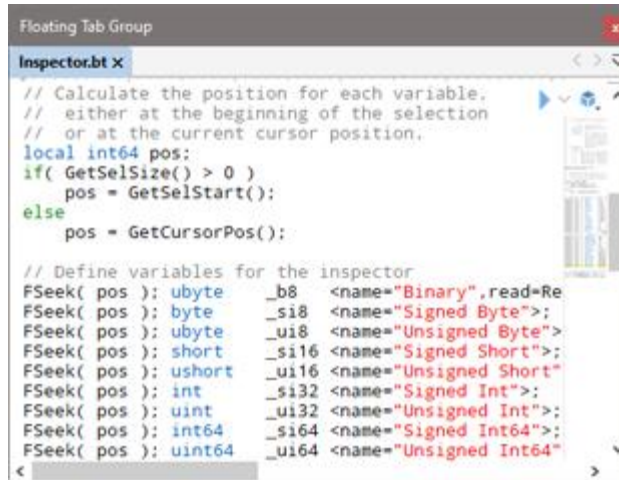 Floating Tab Group
Inspector.bt x
// Calculate the position for each variable.
//  either at the beginning of the selection
//  or at the current cursor position.
local int64 pos;
if( GetSelSize() > 0 )
    pos = GetSelStart();
else
    pos = GetCursorPos();
// Define variables for the inspector
FSeek( pos ); ubyte    _b8   <name="Binary",read=Re
FSeek( pos ); byte     _si8  <name="Signed Byte">;
FSeek( pos ); ubyte    _ui8  <name="Unsigned Byte">
FSeek( pos ); short    _si16 <name="Signed Short">;
FSeek( pos ); ushort   _ui16 <name="Unsigned Short"
FSeek( pos ); int      _si32 <name="Signed Int">;
FSeek( pos ); uint     _ui32 <name="Unsigned Int">;
FSeek( pos ); int64    _si64 <name="Signed Int64">;
FSeek( pos ); uint64   _ui64 <name="Unsigned Int64"